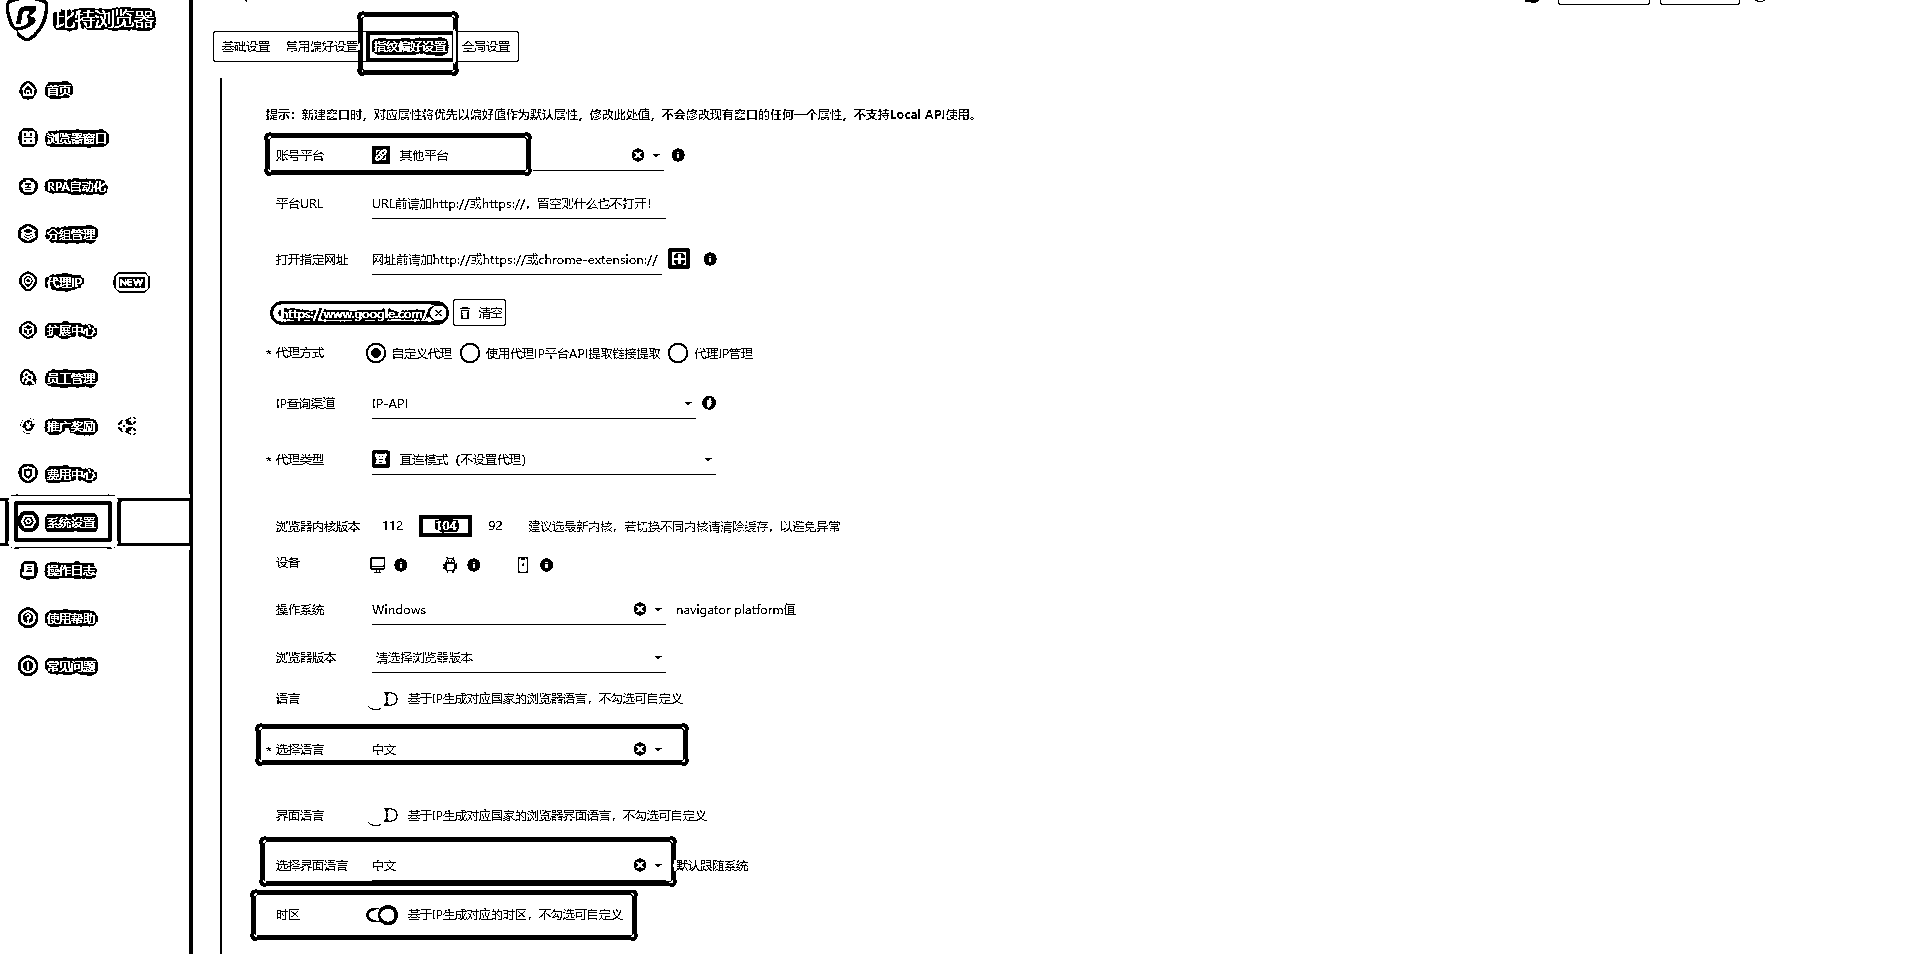 比特浏览器
首页
浏览器窗口
RPA自动化
分组管理
代理IP NEW
扩展中心
员工管理
推广奖励
费用中心
系统设置
操作日志
使用帮助
常见问题
基础设置 常用偏好设置 指纹偏好设置 全局设置
提示：新建窗口时，对应属性将优先以偏好值作为默认属性，修改此处值，不会修改现有窗口的任何一个属性，不支持Local API使用。
账号平台 其他平台
平台URL URL前请加http://或https://，留空则什么也不打开!
打开指定网址 网址前请加http://或https://或chrome-extension://
https://www.google.com/ 清空
* 代理方式 自定义代理 使用代理IP平台API提取链接提取 代理IP管理
IP查询渠道 IP-API
* 代理类型 直连模式（不设置代理）
浏览器内核版本 112 104 92 建议选最新内核，若切换不同内核请清除缓存，以避免异常
设备
操作系统 Windows navigator platform值
浏览器版本 请选择浏览器版本
语言 基于IP生成对应国家的浏览器语言，不勾选可自定义
* 选择语言 中文
界面语言 基于IP生成对应国家的浏览器界面语言，不勾选可自定义
选择界面语言 中文 默认跟随系统
时区 基于IP生成对应的时区，不勾选可自定义